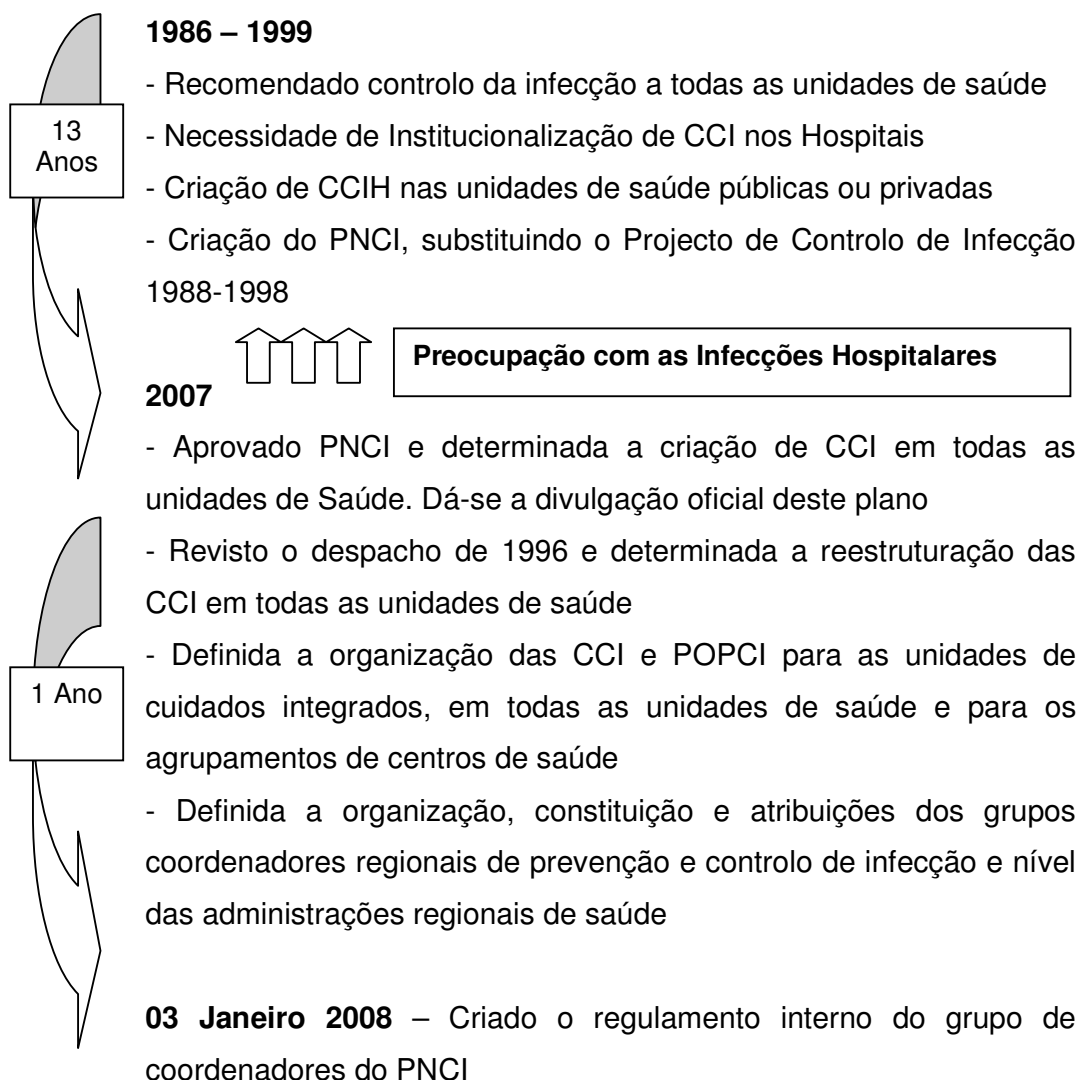 1986 – 1999
- Recomendado controlo da infecção a todas as unidades de saúde
13
Anos
- Necessidade de Institucionalização de CCI nos Hospitais
- Criação de CCIH nas unidades de saúde públicas ou privadas
- Criação do PNCI, substituindo o Projecto de Controlo de Infecção
1988-1998
Preocupação com as Infecções Hospitalares
2007
- Aprovado PNCI e determinada a criação de CCI em todas as
unidades de Saúde. Dá-se a divulgação oficial deste plano
- Revisto o despacho de 1996 e determinada a reestruturação das
CCI em todas as unidades de saúde
- Definida a organização das CCI e POPCI para as unidades de
1 Ano
cuidados integrados, em todas as unidades de saúde e para os
agrupamentos de centros de saúde
- Definida a organização, constituição e atribuições dos grupos
coordenadores regionais de prevenção e controlo de infecção e nível
das administrações regionais de saúde
03 Janeiro 2008 – Criado o regulamento interno do grupo de
coordenadores do PNCI